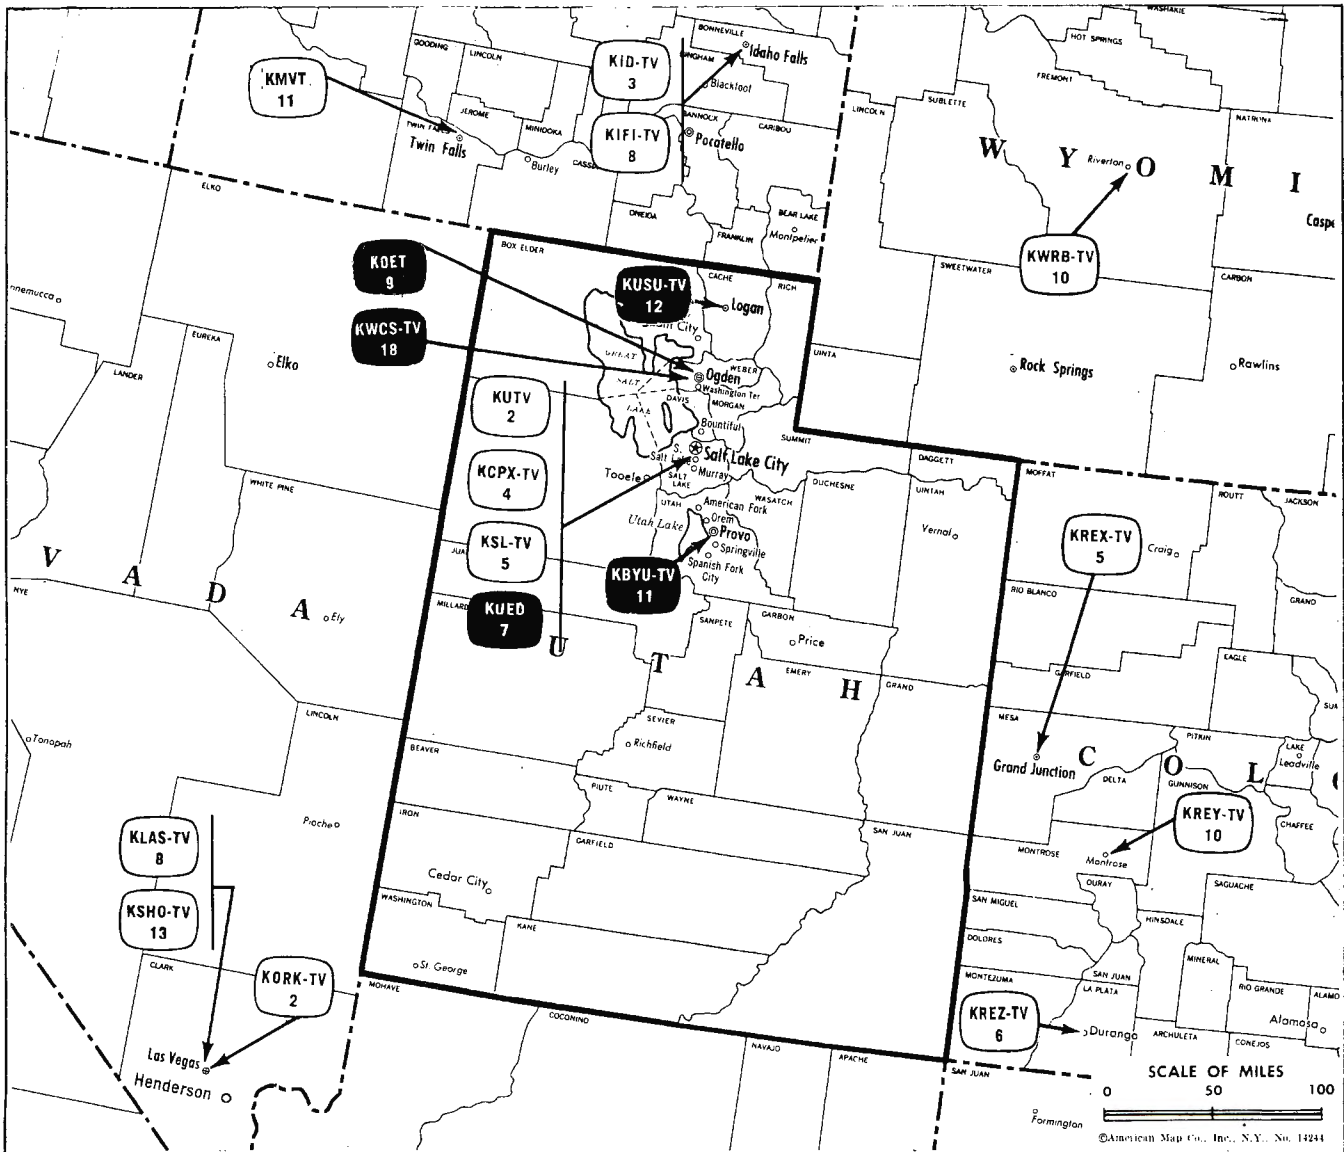 WASHAKIE
BONNEVILLE
HOT SPRINGS
GOODING
LINCOLN
BINGHAM
Idaho Falls
KMVT
11
KID-TV
3
Blackfoot
FREMONT
LINCOLN
SUBLETTE
JEROME
BANNOCK
NATRONA
TWIN FALLS
MINIDOKA
CARIBOU
KIFI-TV
8
Pocatello
Twin Falls
Burley
W Y O M I
Riverton
ELKO
ONEIDA
BEAR LAKE
Montpelier
FRANKLIN
BOX ELDER
KWRB-TV
10
KOET
9
SWEETWATER
CARBON
CACHE
RICH
KUSU-TV
12
Logan
KWCS-TV
18
EUREKA
GREAT
SALT
LAKE
UINTA
Elko
WEBER
Ogden
Washington Ter
Rock Springs
Rawlins
LANDER
KUTV
2
DAVIS
MORGAN
Bountiful
SUMMIT
S.
Salt Lake
Salt Lake City
DAGGETT
MOFFAT
KCPX-TV
4
Tooele
Murray
SALT
LAKE
WASATCH
DUCHESNE
UINTAH
ROUTT
JACKSON
WHITE PINE
UTAH
American Fork
Utah Lake
Orem
Provo
Vernal
KSL-TV
5
Springville
Spanish Fork
City
KREX-TV
5
Craig
KBYU-TV
11
V A D A
NYE
Ely
MILLARD
KUED
7
RIO BLANCO
GRAND
SANPETE
CARBON
Price
U T A H
EMERY
GRAND
EAGLE
GARFIELD
LINCOLN
SEVIER
MESA
Tonopah
Richfield
BEAVER
PITKIN
LAKE
Leadville
Grand Junction
C O L
DELTA
GUNNISON
PIUTE
WAYNE
Pioche
IRON
SAN JUAN
KREY-TV
10
CHAFFEE
KLAS-TV
8
GARFIELD
MONTROSE
Montrose
Cedar City
OURAY
SAGUACHE
KSHO-TV
13
WASHINGTON
KANE
SAN MIGUEL
HINSDALE
DOLORES
CLARK
St. George
MINERAL
KORK-TV
2
MOHAVE
MONTEZUMA
SAN JUAN
LA PLATA
RIO GRANDE
COCONINO
KREZ-TV
6
Durango
ARCHULETA
CONEJOS
Alamosa
Las Vegas
Henderson
NAVAJO
APACHE
SAN JUAN
SCALE OF MILES
0 50 100
Farmington
©American Map Co., Inc., N.Y., No. 14244